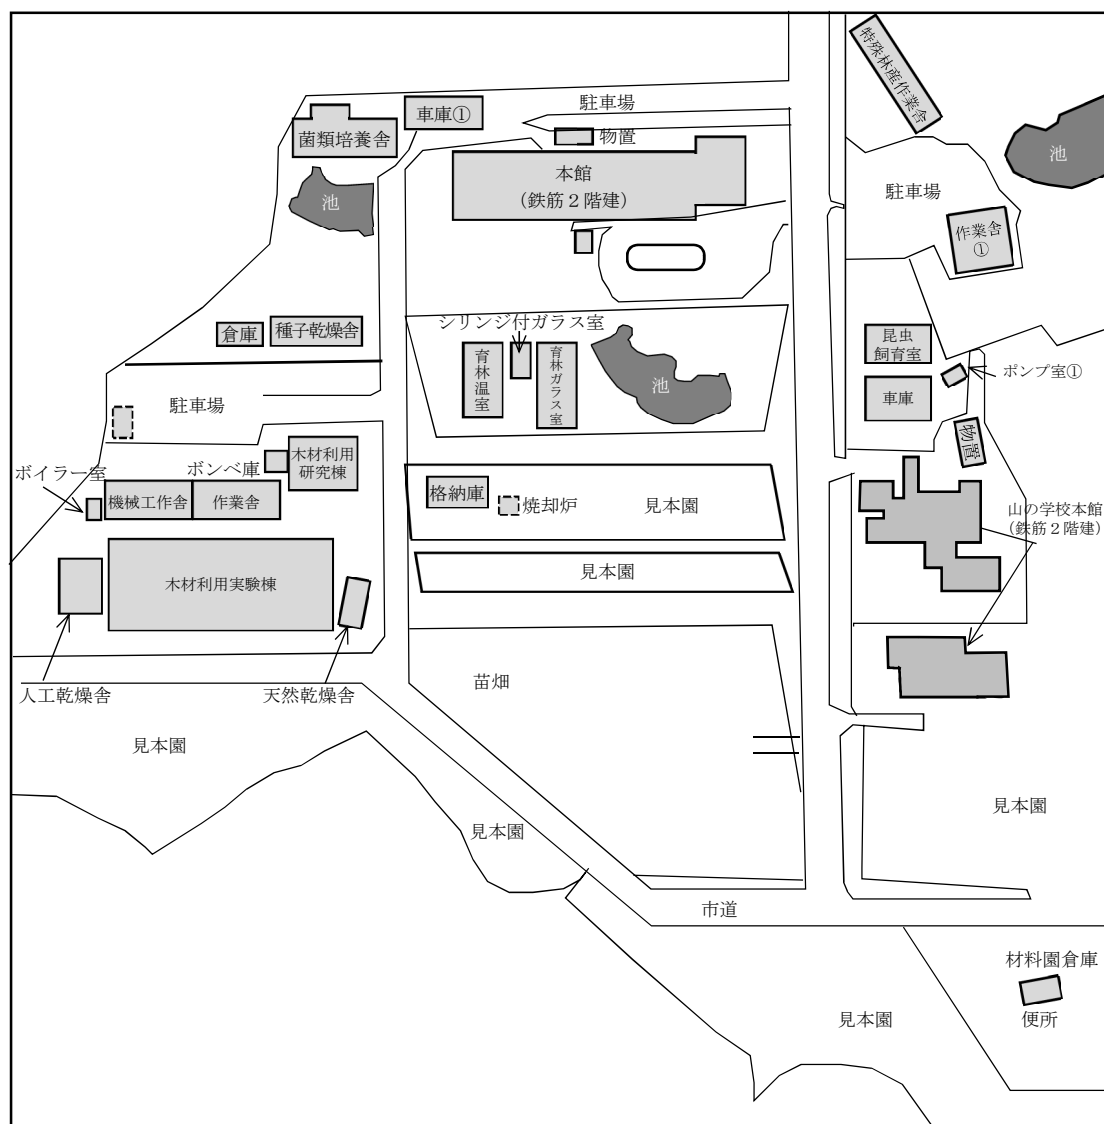 特殊林産作業舎
駐車場
車庫①
菌類培養舎
物置
池
本館
（鉄筋２階建）
池
駐車場
作業舎
①
シリンジ付ガラス室
倉庫
種子乾燥舎
育林温室
育林ガラス室
池
昆虫
飼育室
ポンプ室①
車庫
駐車場
物置
木材利用
研究棟
ボンベ庫
ボイラー室
機械工作舎
作業舎
格納庫
焼却炉
見本園
山の学校本館
（鉄筋２階建）
見本園
木材利用実験棟
人工乾燥舎
天然乾燥舎
苗畑
見本園
見本園
見本園
市道
材料園倉庫
便所
見本園